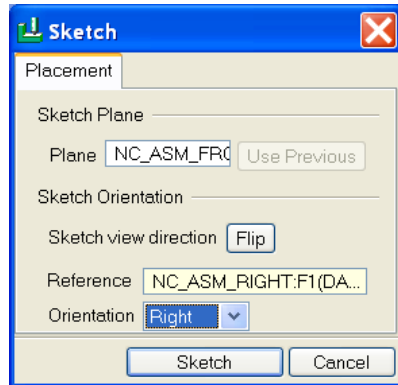 Sketch
Placement
Sketch Plane
Plane NC_ASM_FRO Use Previous
Sketch Orientation
Sketch view direction Flip
Reference NC_ASM_RIGHT:F1(DA...
Orientation Right
Sketch Cancel